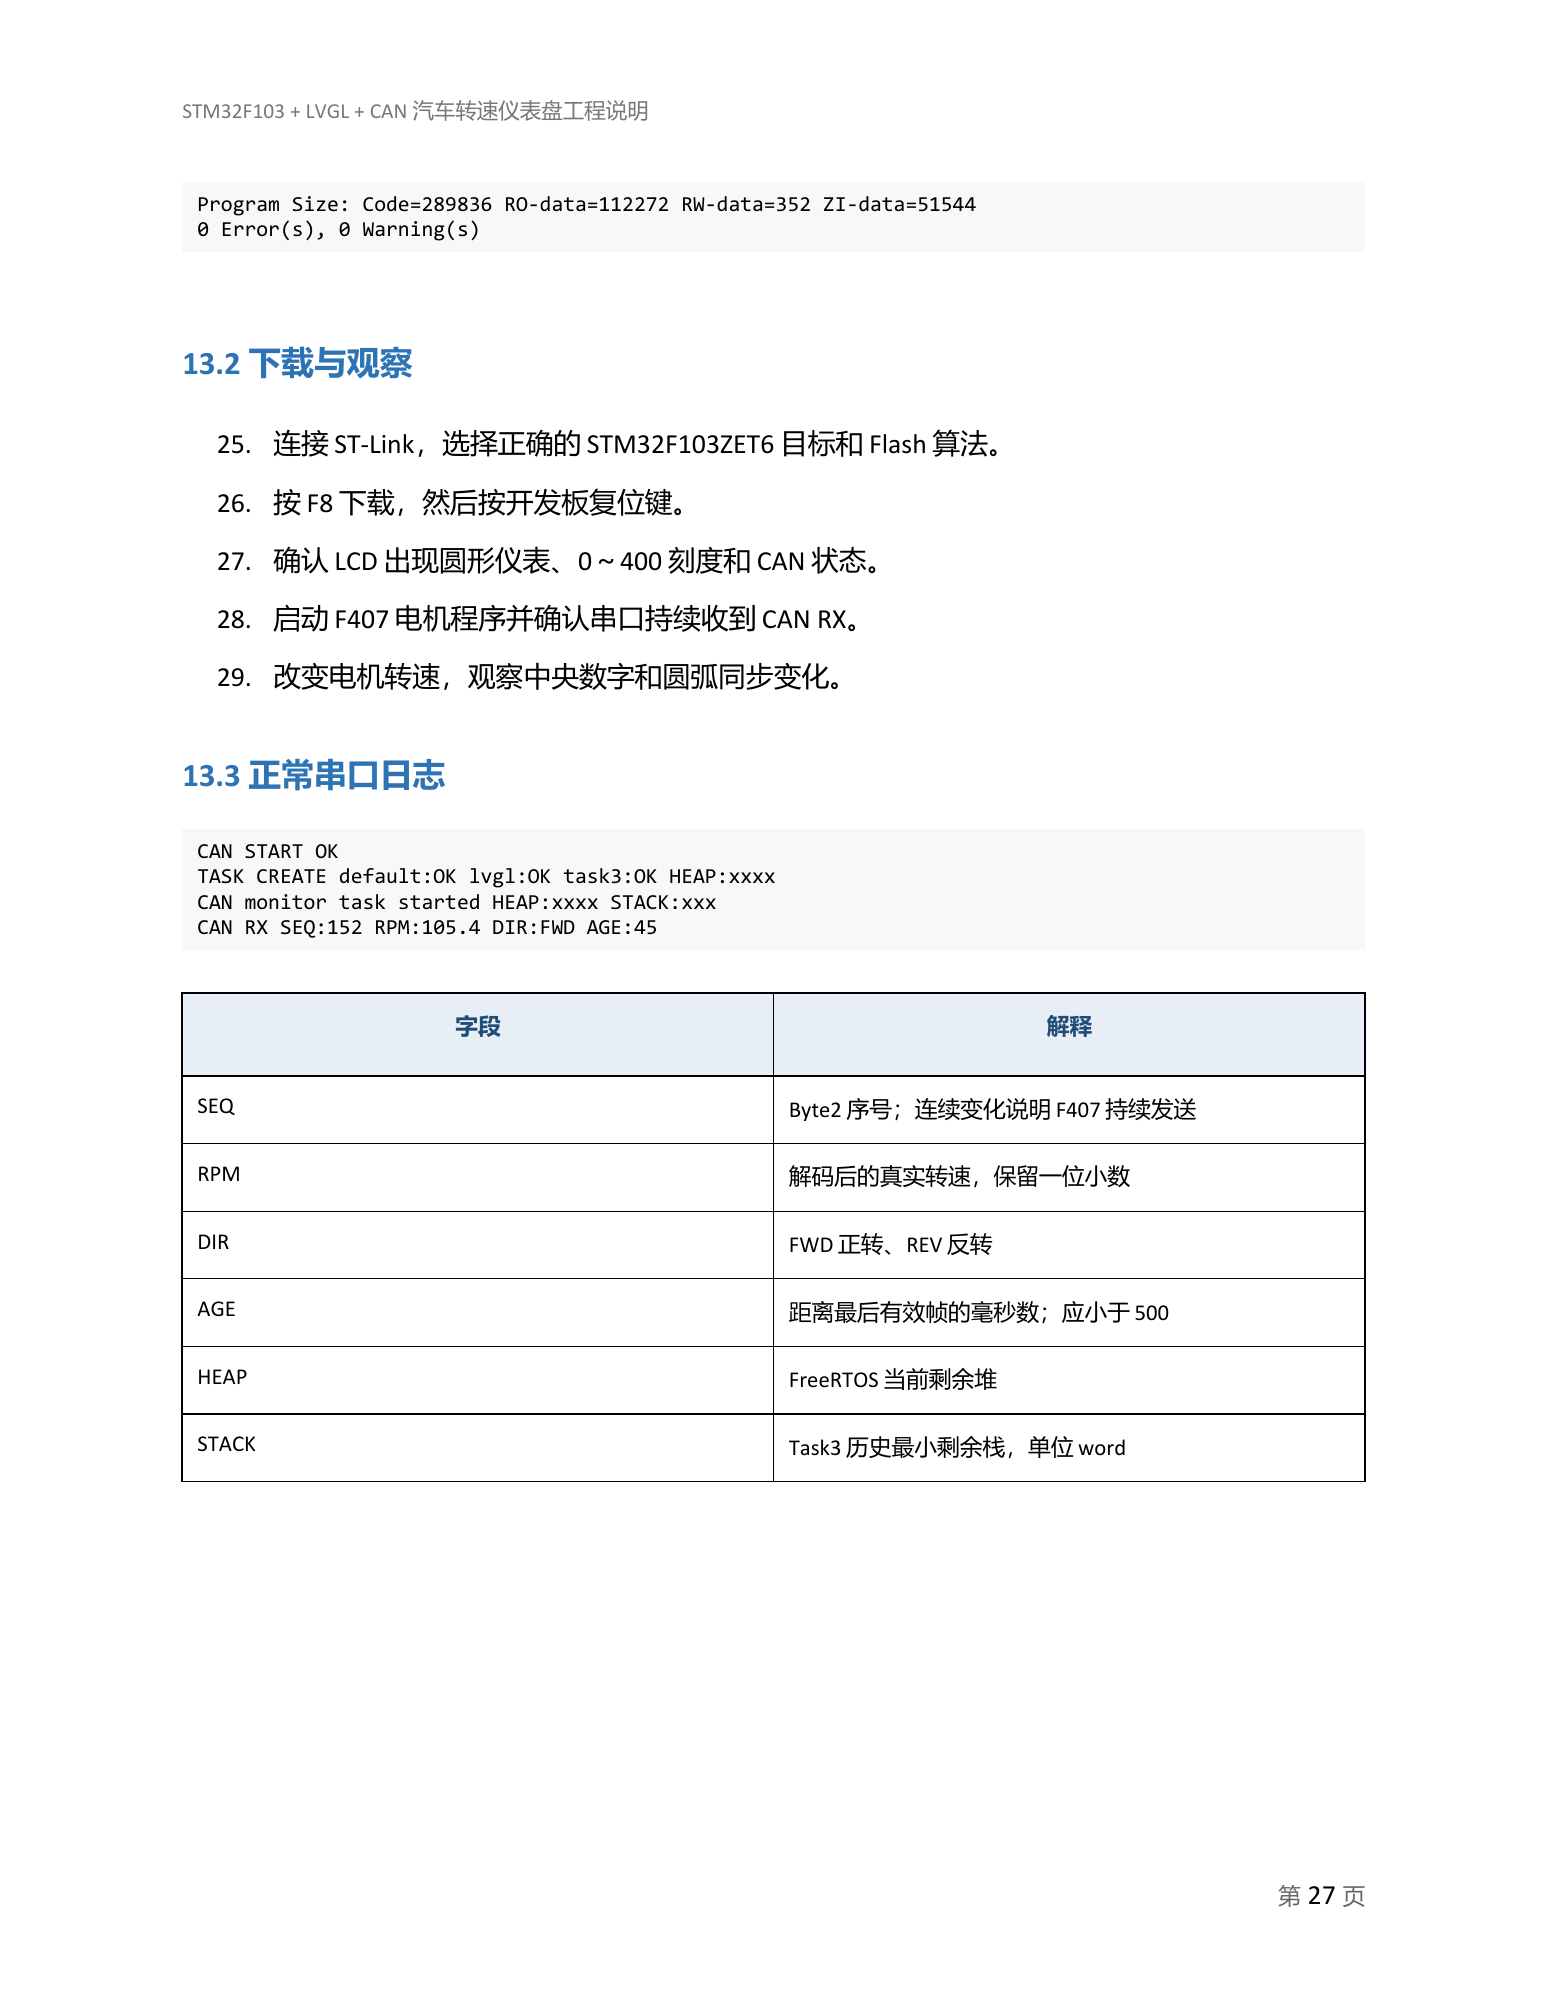 STM32F103 + LVGL + CAN 汽车转速仪表盘工程说明
Program Size: Code=289836 RO-data=112272 RW-data=352 ZI-data=51544
0 Error(s), 0 Warning(s)
13.2 下载与观察
25. 连接 ST-Link，选择正确的 STM32F103ZET6 目标和 Flash 算法。
26. 按 F8 下载，然后按开发板复位键。
27. 确认 LCD 出现圆形仪表、0～400 刻度和 CAN 状态。
28. 启动 F407 电机程序并确认串口持续收到 CAN RX。
29. 改变电机转速，观察中央数字和圆弧同步变化。
13.3 正常串口日志
CAN START OK
TASK CREATE default:OK lvgl:OK task3:OK HEAP:xxxx
CAN monitor task started HEAP:xxxx STACK:xxx
CAN RX SEQ:152 RPM:105.4 DIR:FWD AGE:45
字段 解释
SEQ Byte2 序号；连续变化说明 F407 持续发送
RPM 解码后的真实转速，保留一位小数
DIR FWD 正转、REV 反转
AGE 距离最后有效帧的毫秒数；应小于 500
HEAP FreeRTOS 当前剩余堆
STACK Task3 历史最小剩余栈，单位 word
第 27 页